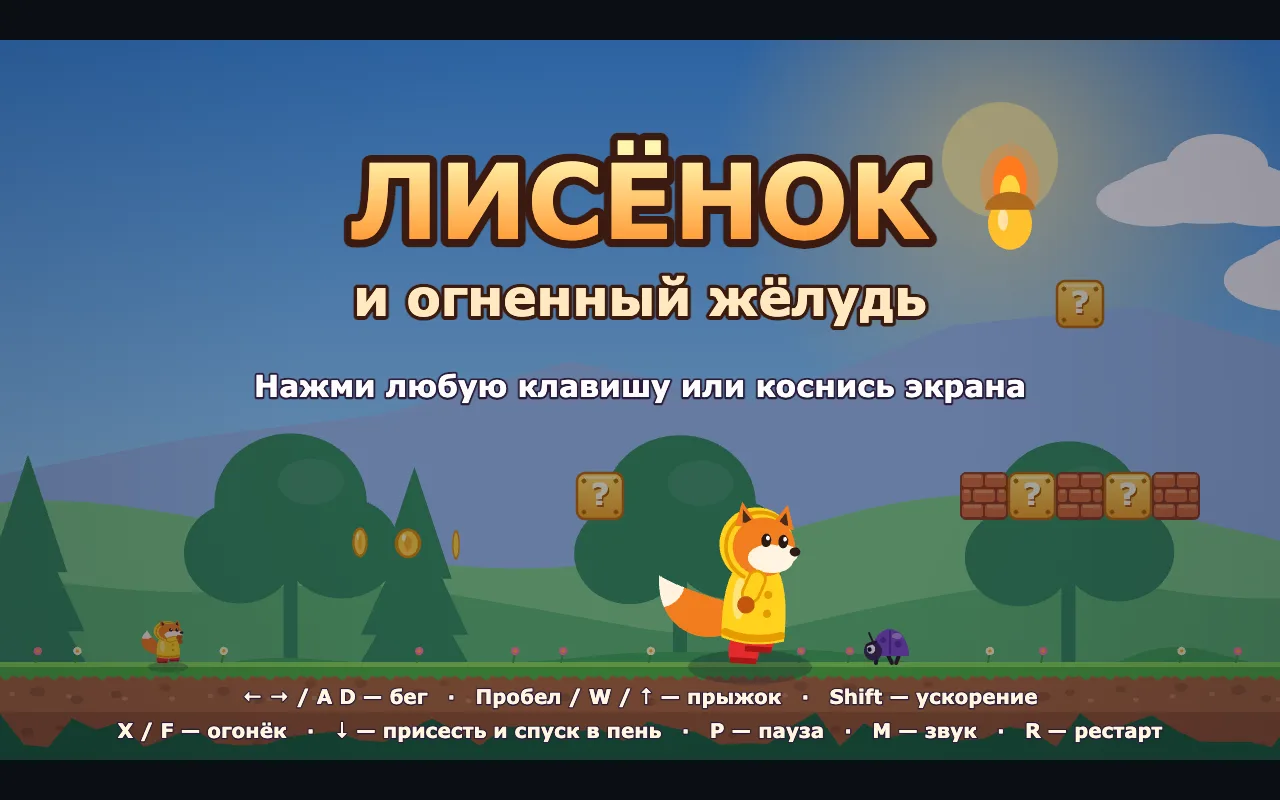 ЛИСЁНОК
и огненный жёлудь
?
Нажми любую клавишу или коснись экрана
?
? ?
← → / A D — бег · Пробел / W / ↑ — прыжок · Shift — ускорение
X / F — огонёк · ↓ — присесть и спуск в пень · P — пауза · M — звук · R — рестарт